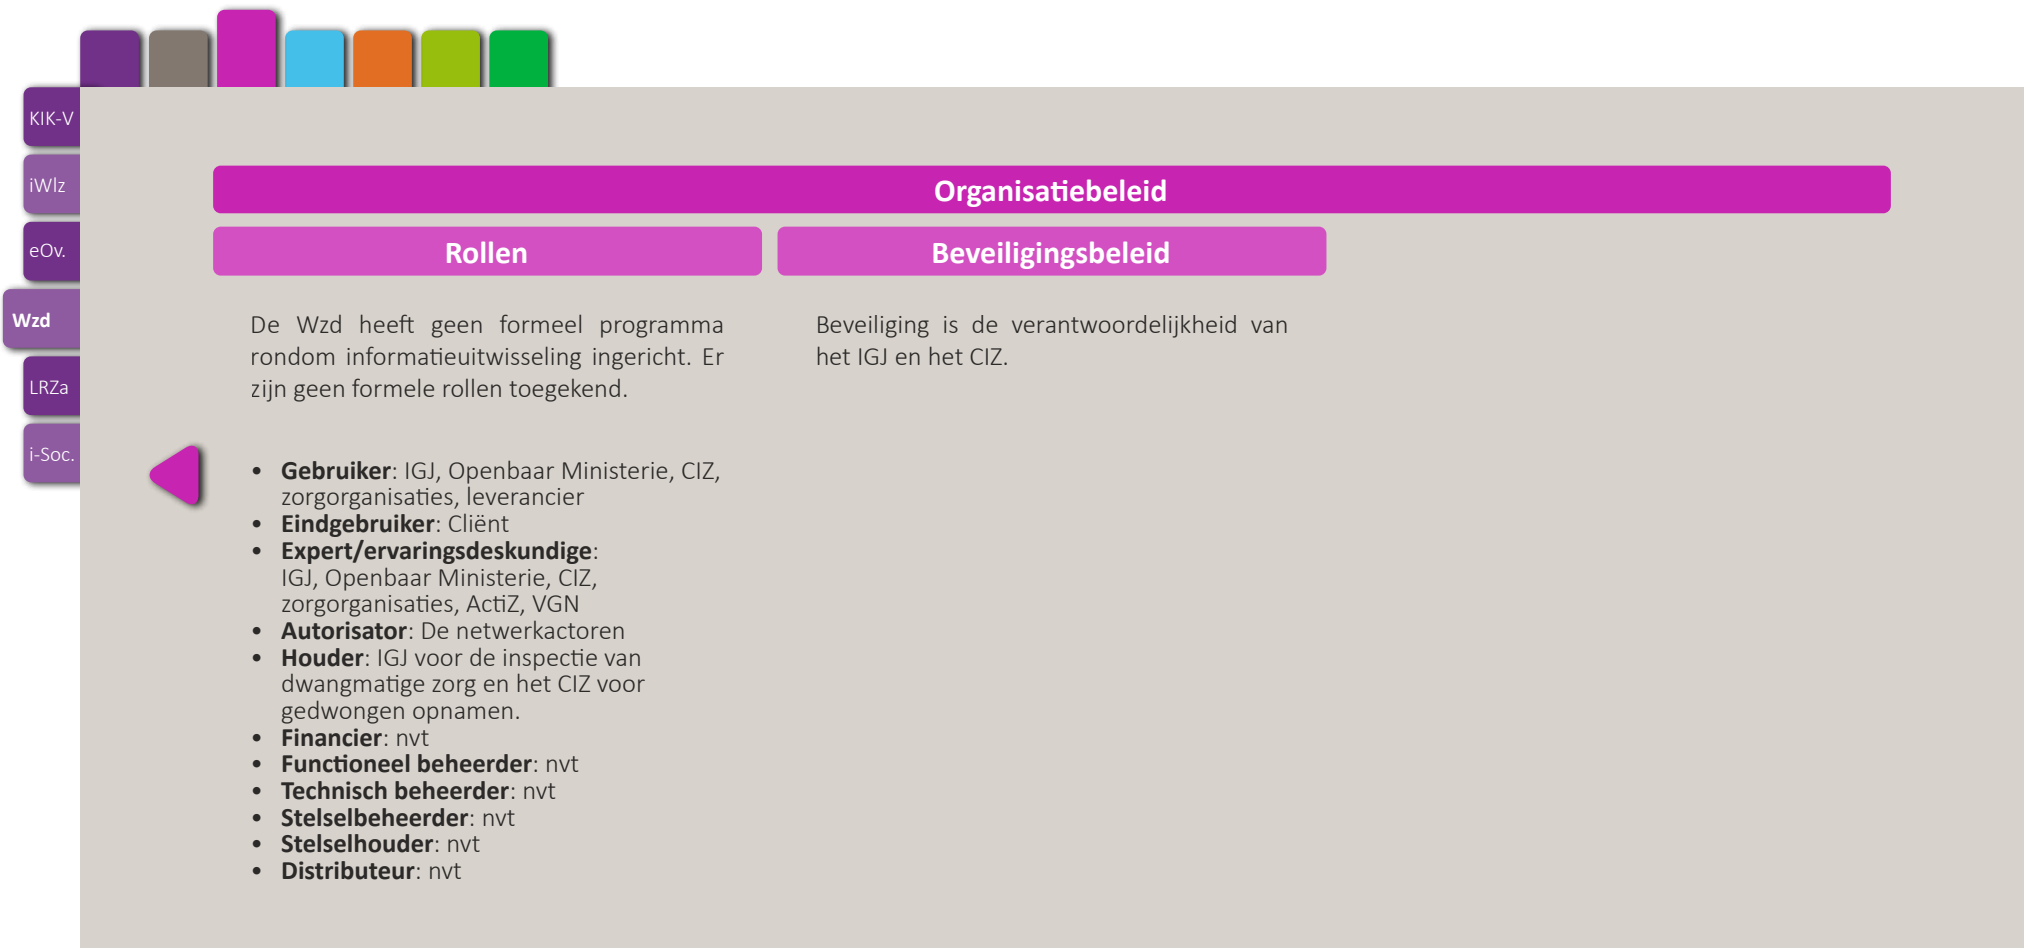 KIK-V
iWlz
eOv.
Wzd
LRZa
i-Soc.
Organisatiebeleid
Rollen
De Wzd heeft geen formeel programma
rondom informatieuitwisseling ingericht. Er
zijn geen formele rollen toegekend.
• Gebruiker: IGJ, Openbaar Ministerie, CIZ,
zorgorganisaties, leverancier
• Eindgebruiker: Cliënt
• Expert/ervaringsdeskundige:
IGJ, Openbaar Ministerie, CIZ,
zorgorganisaties, ActiZ, VGN
• Autorisator: De netwerkactoren
• Houder: IGJ voor de inspectie van
dwangmatige zorg en het CIZ voor
gedwongen opnamen.
• Financier: nvt
• Functioneel beheerder: nvt
• Technisch beheerder: nvt
• Stelselbeheerder: nvt
• Stelselhouder: nvt
• Distributeur: nvt
Beveiligingsbeleid
Beveiliging is de verantwoordelijkheid van
het IGJ en het CIZ.